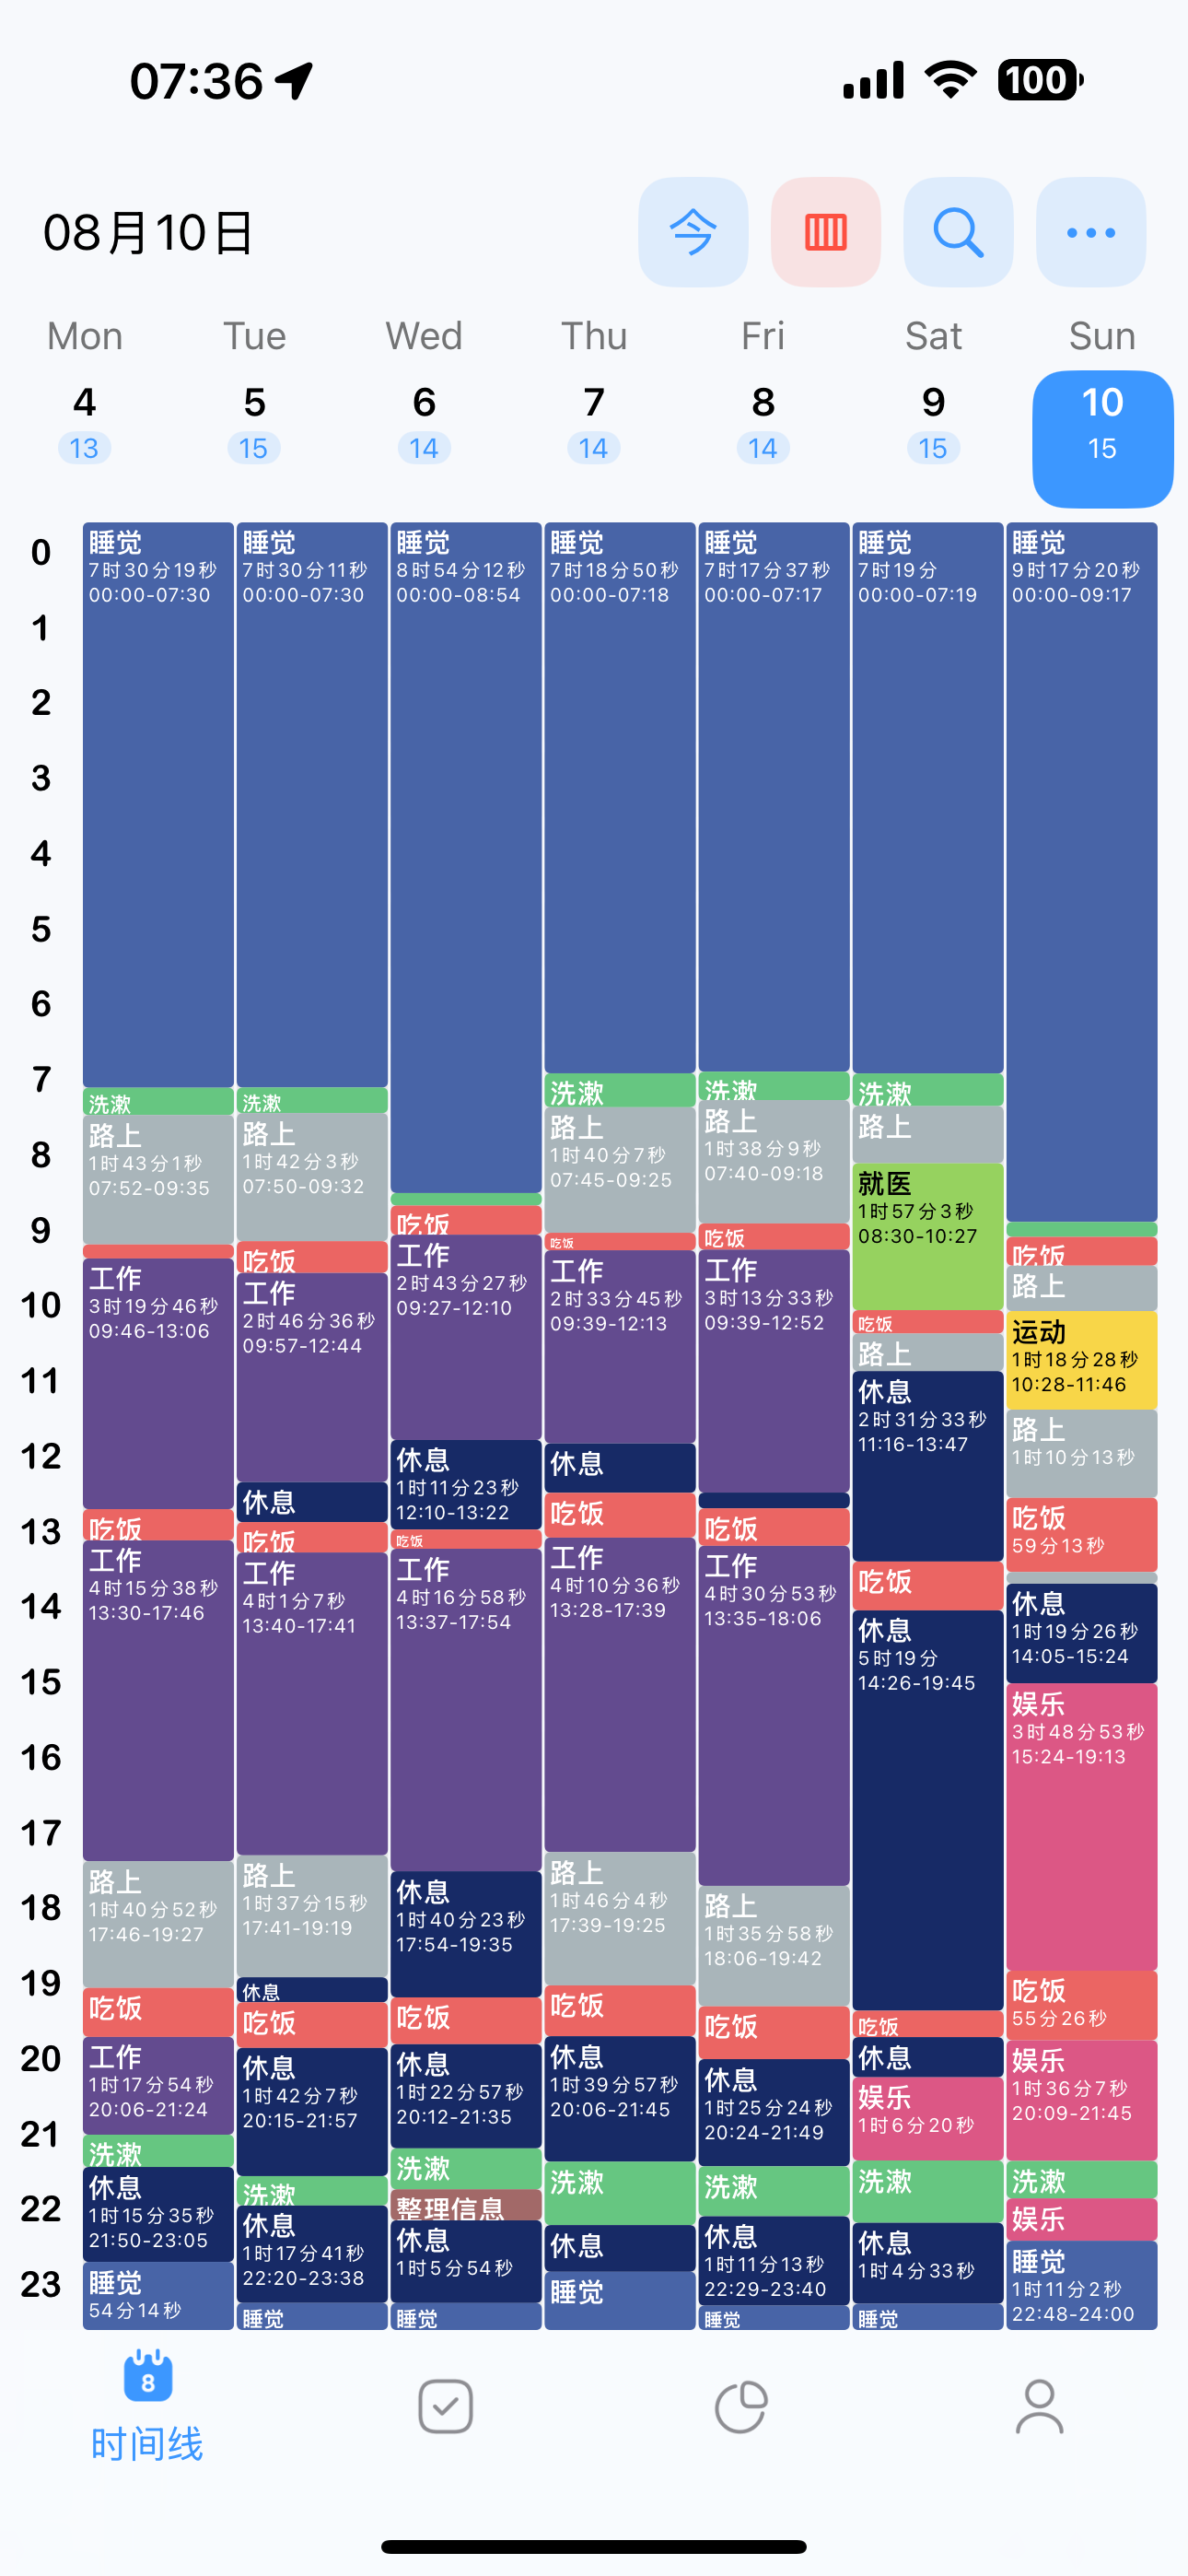 07:36
100
08月10日
今
Mon Tue Wed Thu Fri Sat Sun
4 5 6 7 8 9 10
13 15 14 14 14 15 15
0
1
2
3
4
5
6
7
8
9
10
11
12
13
14
15
16
17
18
19
20
21
22
23
睡觉
7时30分19秒
00:00-07:30
洗漱
路上
1时43分1秒
07:52-09:35
工作
3时19分46秒
09:46-13:06
吃饭
工作
4时15分38秒
13:30-17:46
路上
1时40分52秒
17:46-19:27
吃饭
工作
1时17分54秒
20:06-21:24
洗漱
休息
1时15分35秒
21:50-23:05
睡觉
54分14秒
睡觉
7时30分11秒
00:00-07:30
洗漱
路上
1时42分3秒
07:50-09:32
吃饭
工作
2时46分36秒
09:57-12:44
休息
吃饭
工作
4时1分7秒
13:40-17:41
路上
1时37分15秒
17:41-19:19
休息
吃饭
休息
1时42分7秒
20:15-21:57
洗漱
休息
1时17分41秒
22:20-23:38
睡觉
睡觉
8时54分12秒
00:00-08:54
吃饭
工作
2时43分27秒
09:27-12:10
休息
1时11分23秒
12:10-13:22
吃饭
工作
4时16分58秒
13:37-17:54
休息
1时40分23秒
17:54-19:35
吃饭
休息
1时22分57秒
20:12-21:35
洗漱
整理信息
休息
1时5分54秒
睡觉
睡觉
7时18分50秒
00:00-07:18
洗漱
路上
1时40分7秒
07:45-09:25
吃饭
工作
2时33分45秒
09:39-12:13
休息
吃饭
工作
4时10分36秒
13:28-17:39
路上
1时46分4秒
17:39-19:25
吃饭
休息
1时39分57秒
20:06-21:45
洗漱
休息
睡觉
睡觉
7时17分37秒
00:00-07:17
洗漱
路上
1时38分9秒
07:40-09:18
吃饭
工作
3时13分33秒
09:39-12:52
吃饭
工作
4时30分53秒
13:35-18:06
路上
1时35分58秒
18:06-19:42
吃饭
休息
1时25分24秒
20:24-21:49
洗漱
休息
1时11分13秒
22:29-23:40
睡觉
睡觉
7时19分
00:00-07:19
洗漱
路上
就医
1时57分3秒
08:30-10:27
吃饭
路上
休息
2时31分33秒
11:16-13:47
吃饭
休息
5时19分
14:26-19:45
吃饭
休息
娱乐
1时6分20秒
洗漱
休息
1时4分33秒
睡觉
睡觉
9时17分20秒
00:00-09:17
吃饭
路上
运动
1时18分28秒
10:28-11:46
路上
1时10分13秒
吃饭
59分13秒
休息
1时19分26秒
14:05-15:24
娱乐
3时48分53秒
15:24-19:13
吃饭
55分26秒
娱乐
1时36分7秒
20:09-21:45
洗漱
娱乐
睡觉
1时11分2秒
22:48-24:00
8
时间线